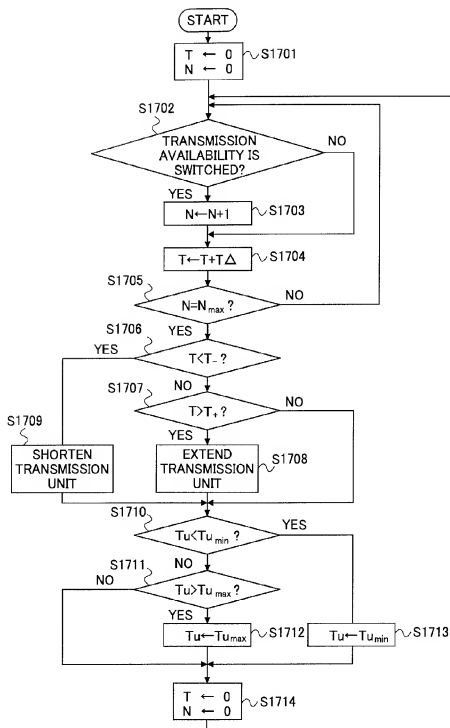 START
T ← 0
N ← 0
S1701
S1702
TRANSMISSION
AVAILABILITY IS
SWITCHED?
NO
YES
N←N+1
S1703
T←T+T△
S1704
S1705
N=Nmax?
NO
YES
S1706
YES
T<T−?
NO
S1707
T>T+?
NO
YES
S1709
SHORTEN
TRANSMISSION
UNIT
EXTEND
TRANSMISSION
UNIT
S1708
S1710
Tu<Tumin?
YES
NO
S1711
NO
Tu>Tumax?
YES
Tu←Tumax
S1712
Tu←Tumin
S1713
T ← 0
N ← 0
S1714